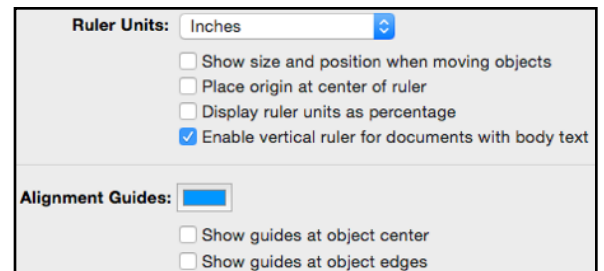 Ruler Units: Inches
Show size and position when moving objects
Place origin at center of ruler
Display ruler units as percentage
Enable vertical ruler for documents with body text
Alignment Guides:
Show guides at object center
Show guides at object edges